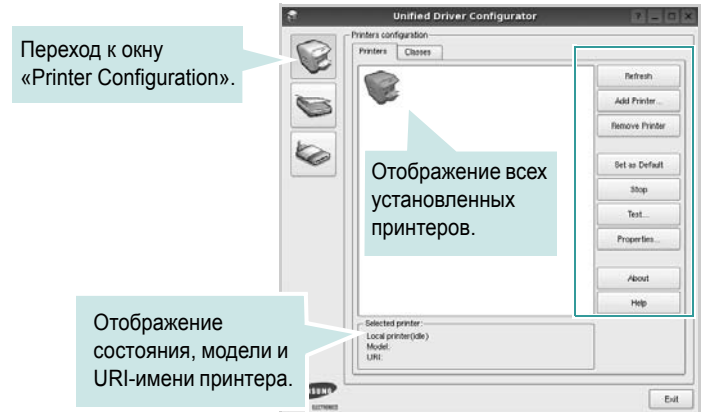 Unified Driver Configurator
Переход к окну
«Printer Configuration».
Printers configuration
Printers
Classes
Refresh
Add Printer...
Remove Printer
Set as Default
Stop
Test...
Properties...
About
Help
Отображение всех
установленных
принтеров.
Отображение
состояния, модели и
URI-имени принтера.
Selected printer:
Local printer(idle)
Model:
URI:
ELECTRONICS
Exit